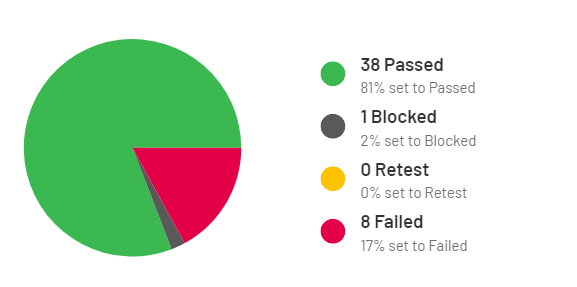 38 Passed
81% set to Passed
1 Blocked
2% set to Blocked
0 Retest
0% set to Retest
8 Failed
17% set to Failed